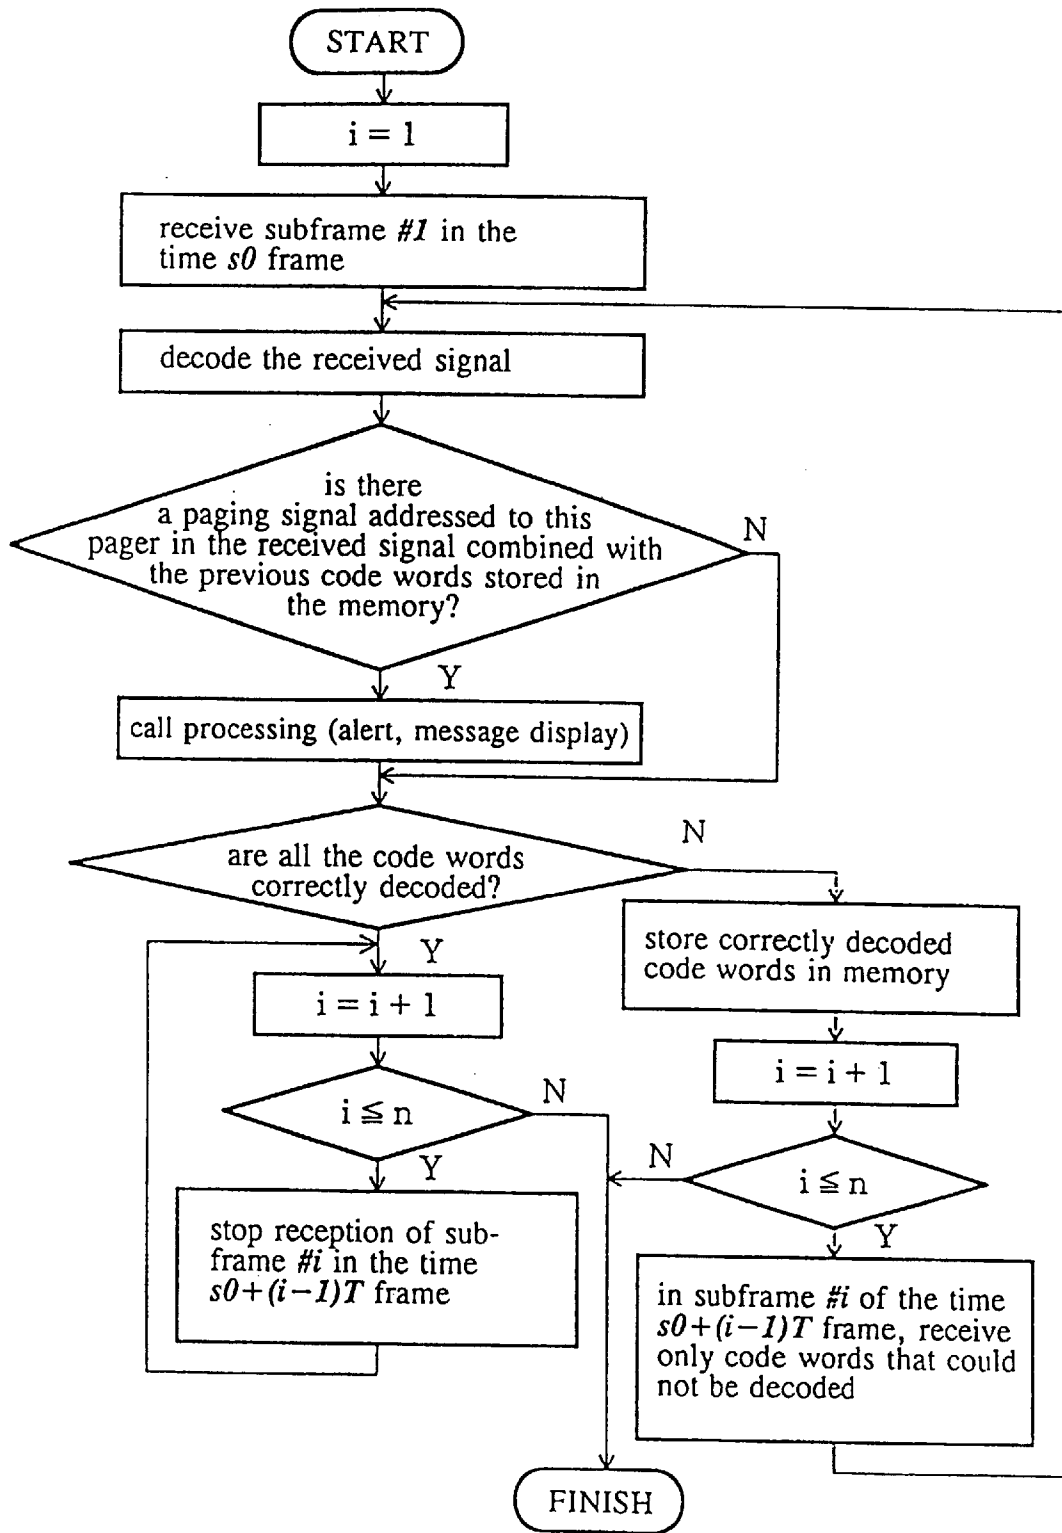 START
i = 1
receive subframe #1 in the
time s0 frame
decode the received signal
is there
a paging signal addressed to this
pager in the received signal combined with
the previous code words stored in
the memory?
N
Y
call processing (alert, message display)
are all the code words
correctly decoded?
N
Y
store correctly decoded
code words in memory
i = i + 1
i = i + 1
i ≦ n
N
Y
i ≦ n
N
Y
stop reception of sub-
frame #i in the time
s0+(i−1)T frame
in subframe #i of the time
s0+(i−1)T frame, receive
only code words that could
not be decoded
FINISH